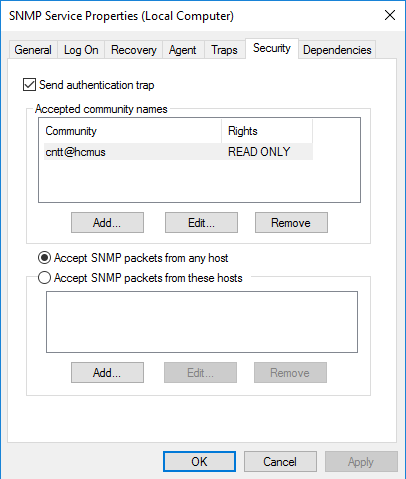 SNMP Service Properties (Local Computer)
General Log On Recovery Agent Traps Security Dependencies
Send authentication trap
Accepted community names
Community Rights
cntt@hcmus READ ONLY
Add... Edit... Remove
Accept SNMP packets from any host
Accept SNMP packets from these hosts
Add... Edit... Remove
OK Cancel Apply